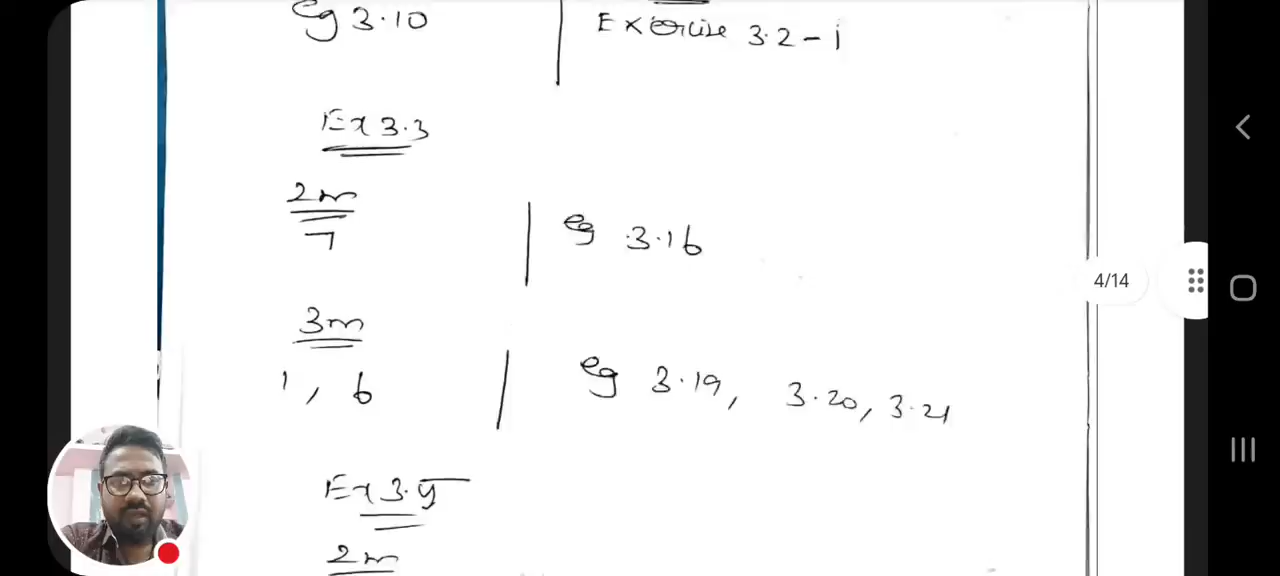 eg 3.10 | Exercise 3.2 - i
Ex 3.3
2m
7 | eg 3.16
3m
1, 6 | eg 3.19, 3.20, 3.21
Ex 3.5
2m
4/14